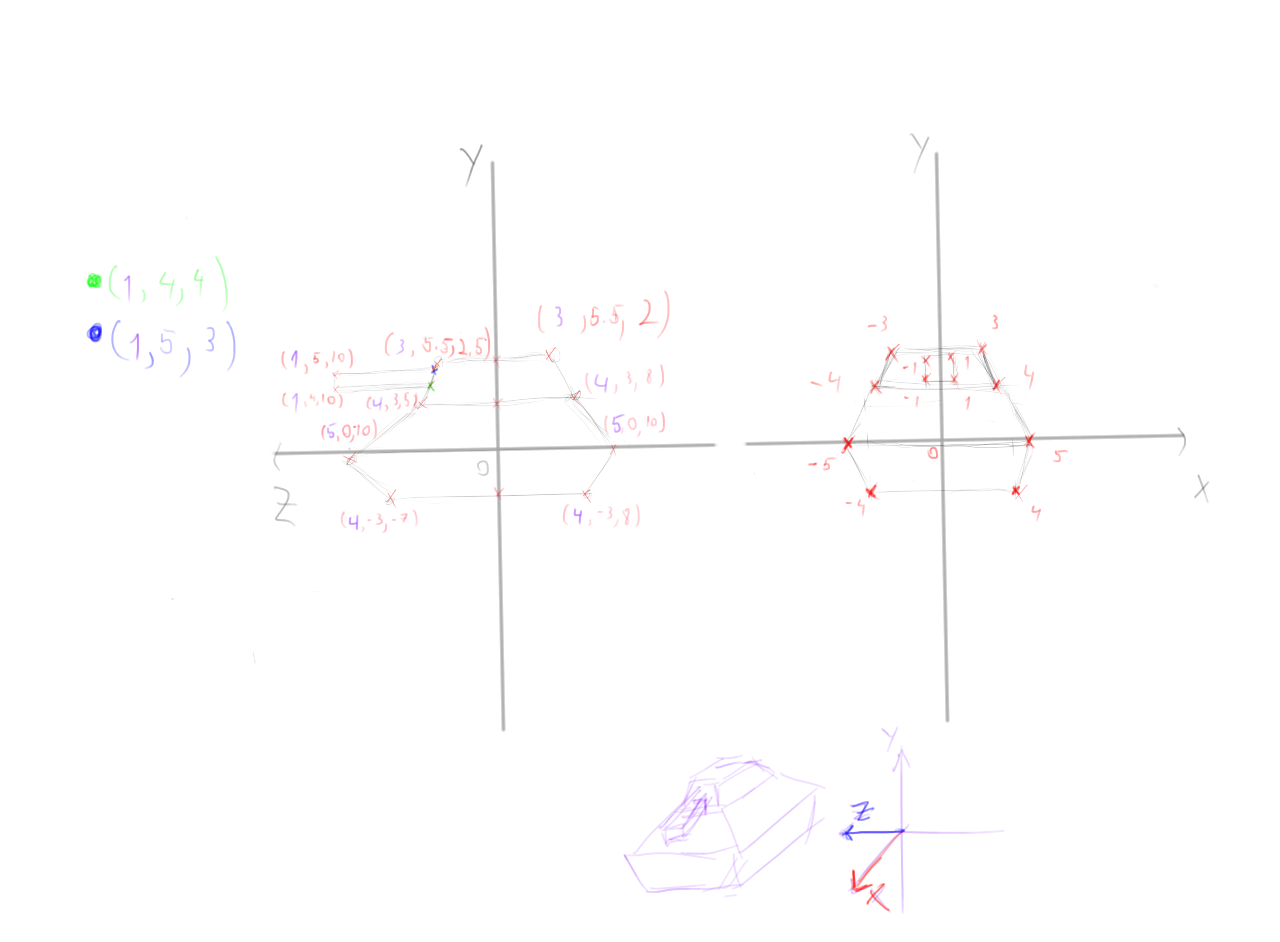 Y
Y
(1, 4, 4)
(1, 5, 3)
(3, 5.5, 2)
(3, 5.5, 2,5)
-3
3
(1, 5, 10)
(4, 3, 8)
-1
1
-4
4
(1, 4, 10)
(4, 3, 5)
-1
1
(5, 0, 10)
(5, 0, 10)
0
0
-5
5
Z
X
-4
4
(4, -3, -7)
(4, -3, 8)
Y
Z
X